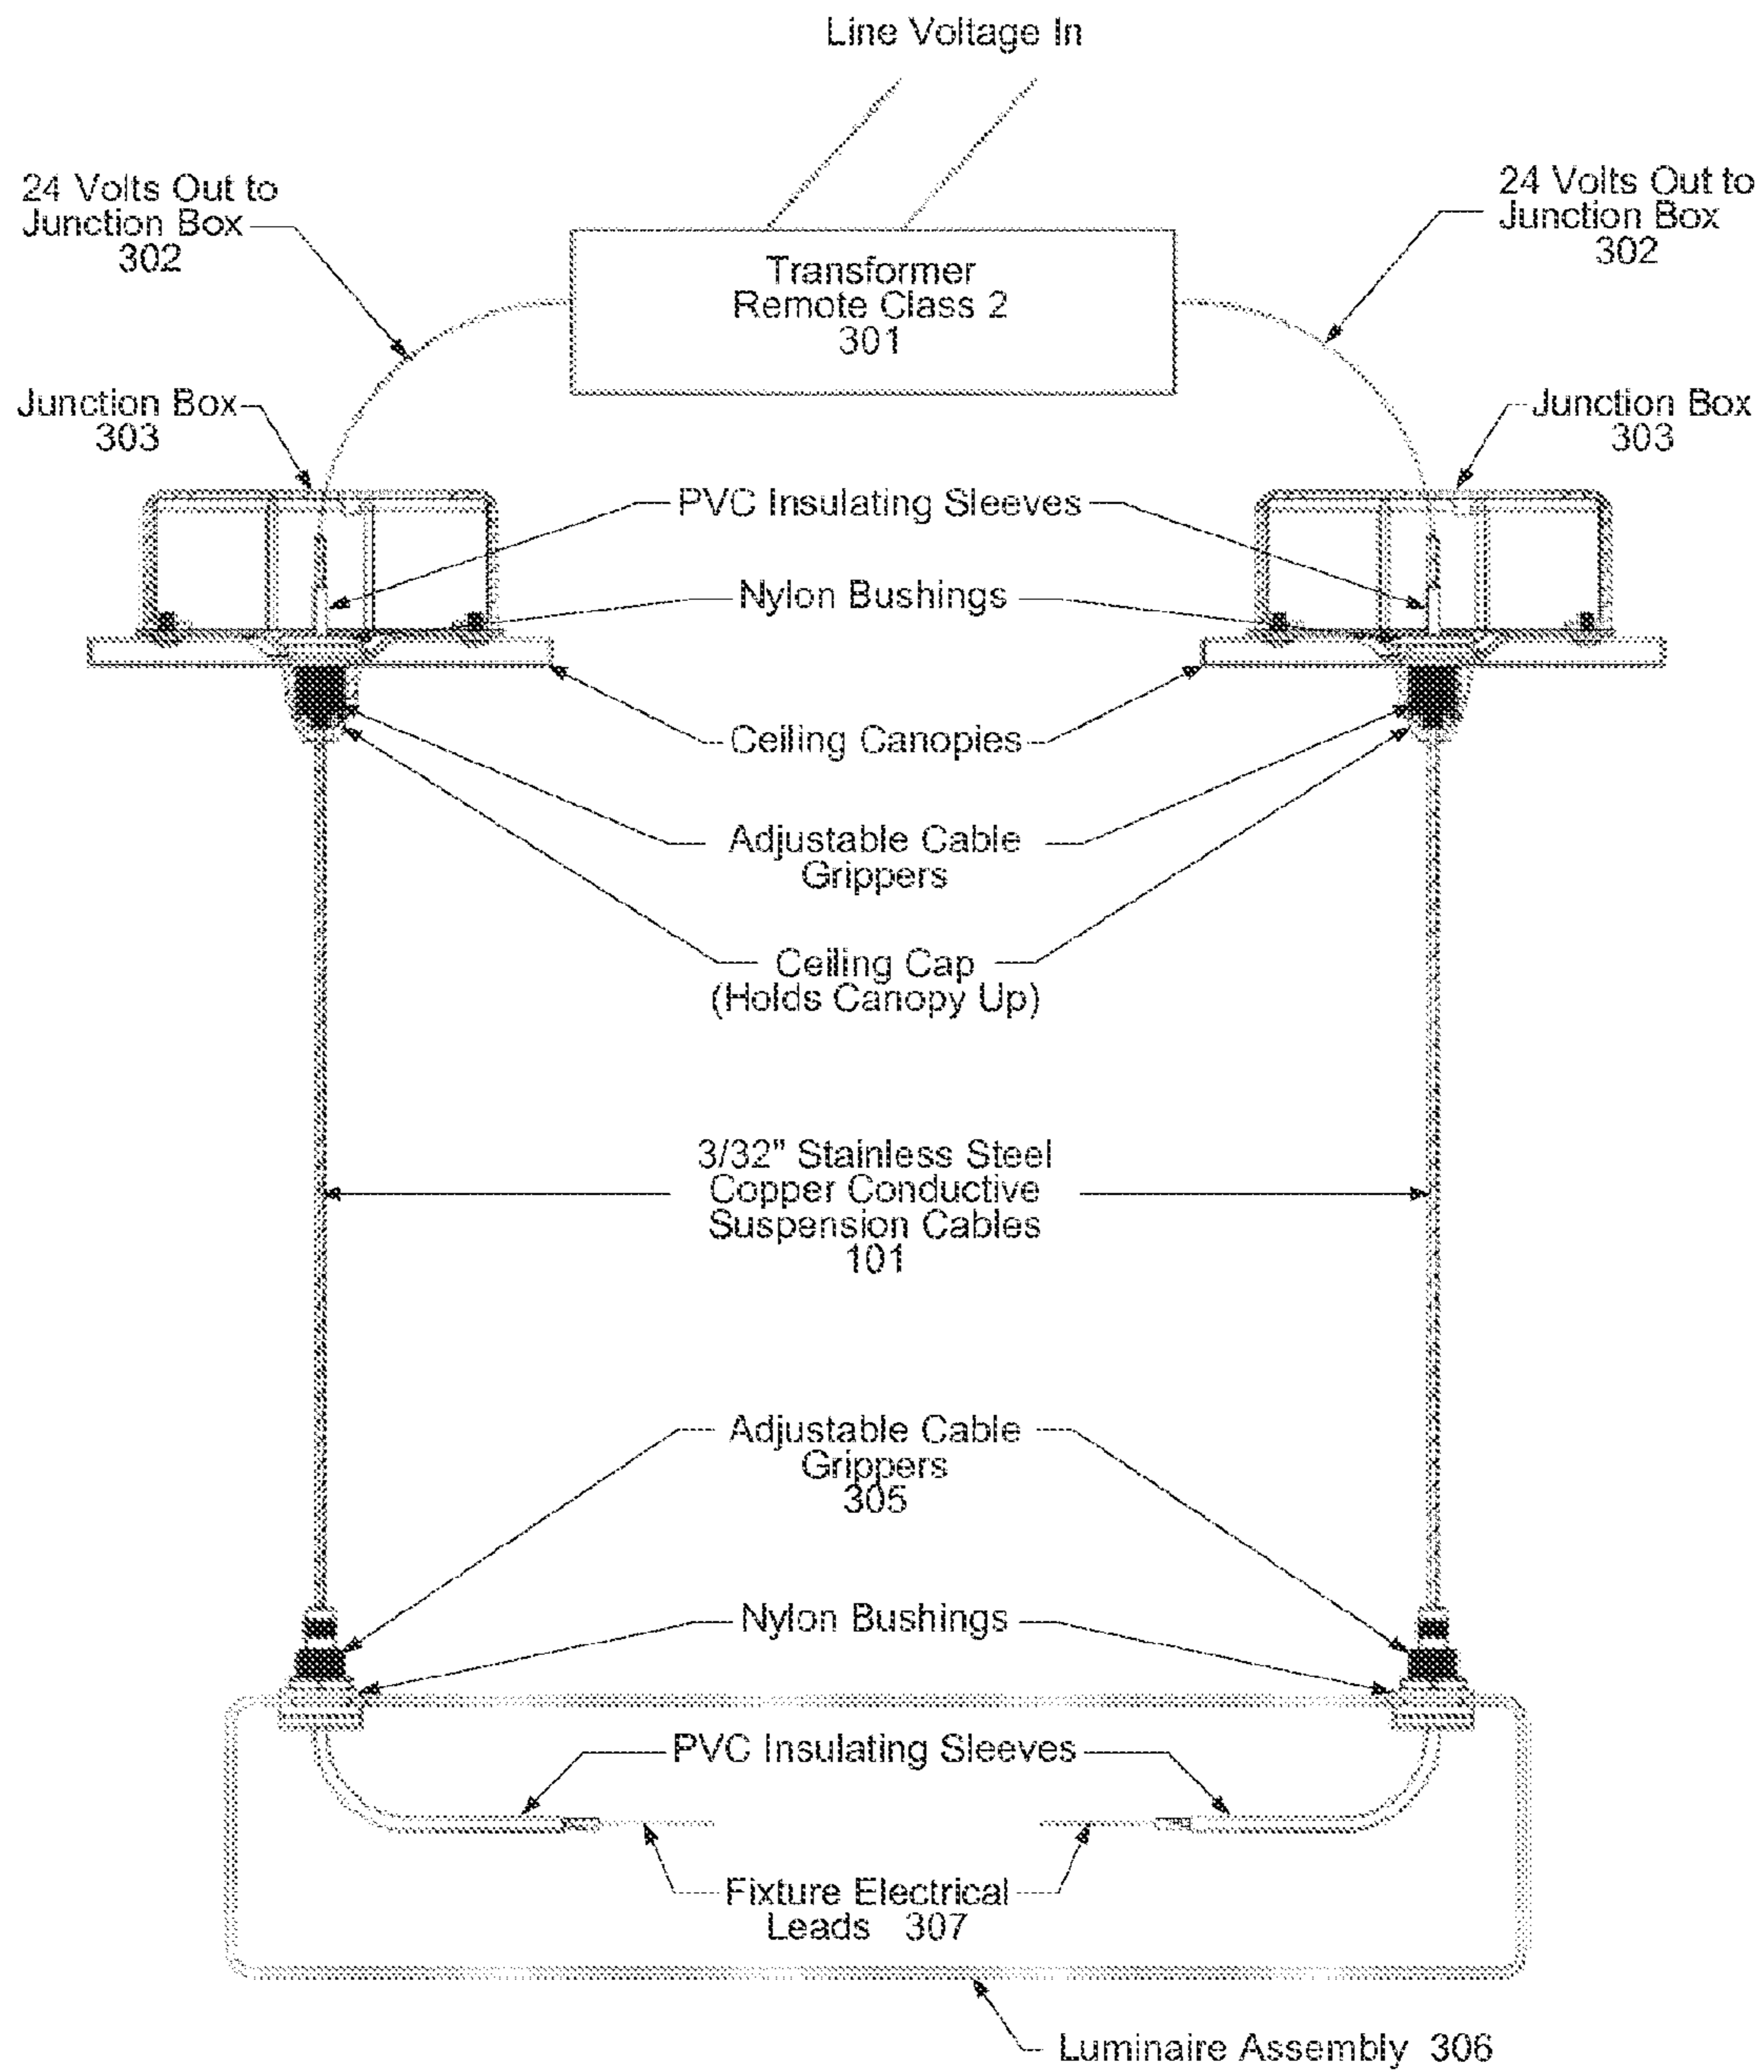 Line Voltage In
24 Volts Out to
Junction Box
302
24 Volts Out to
Junction Box
302
Transformer
Remote Class 2
301
Junction Box
303
Junction Box
303
PVC Insulating Sleeves
Nylon Bushings
Ceiling Canopies
Adjustable Cable
Grippers
Ceiling Cap
(Holds Canopy Up)
3/32" Stainless Steel
Copper Conductive
Suspension Cables
101
Adjustable Cable
Grippers
305
Nylon Bushings
PVC Insulating Sleeves
Fixture Electrical
Leads 307
Luminaire Assembly 306